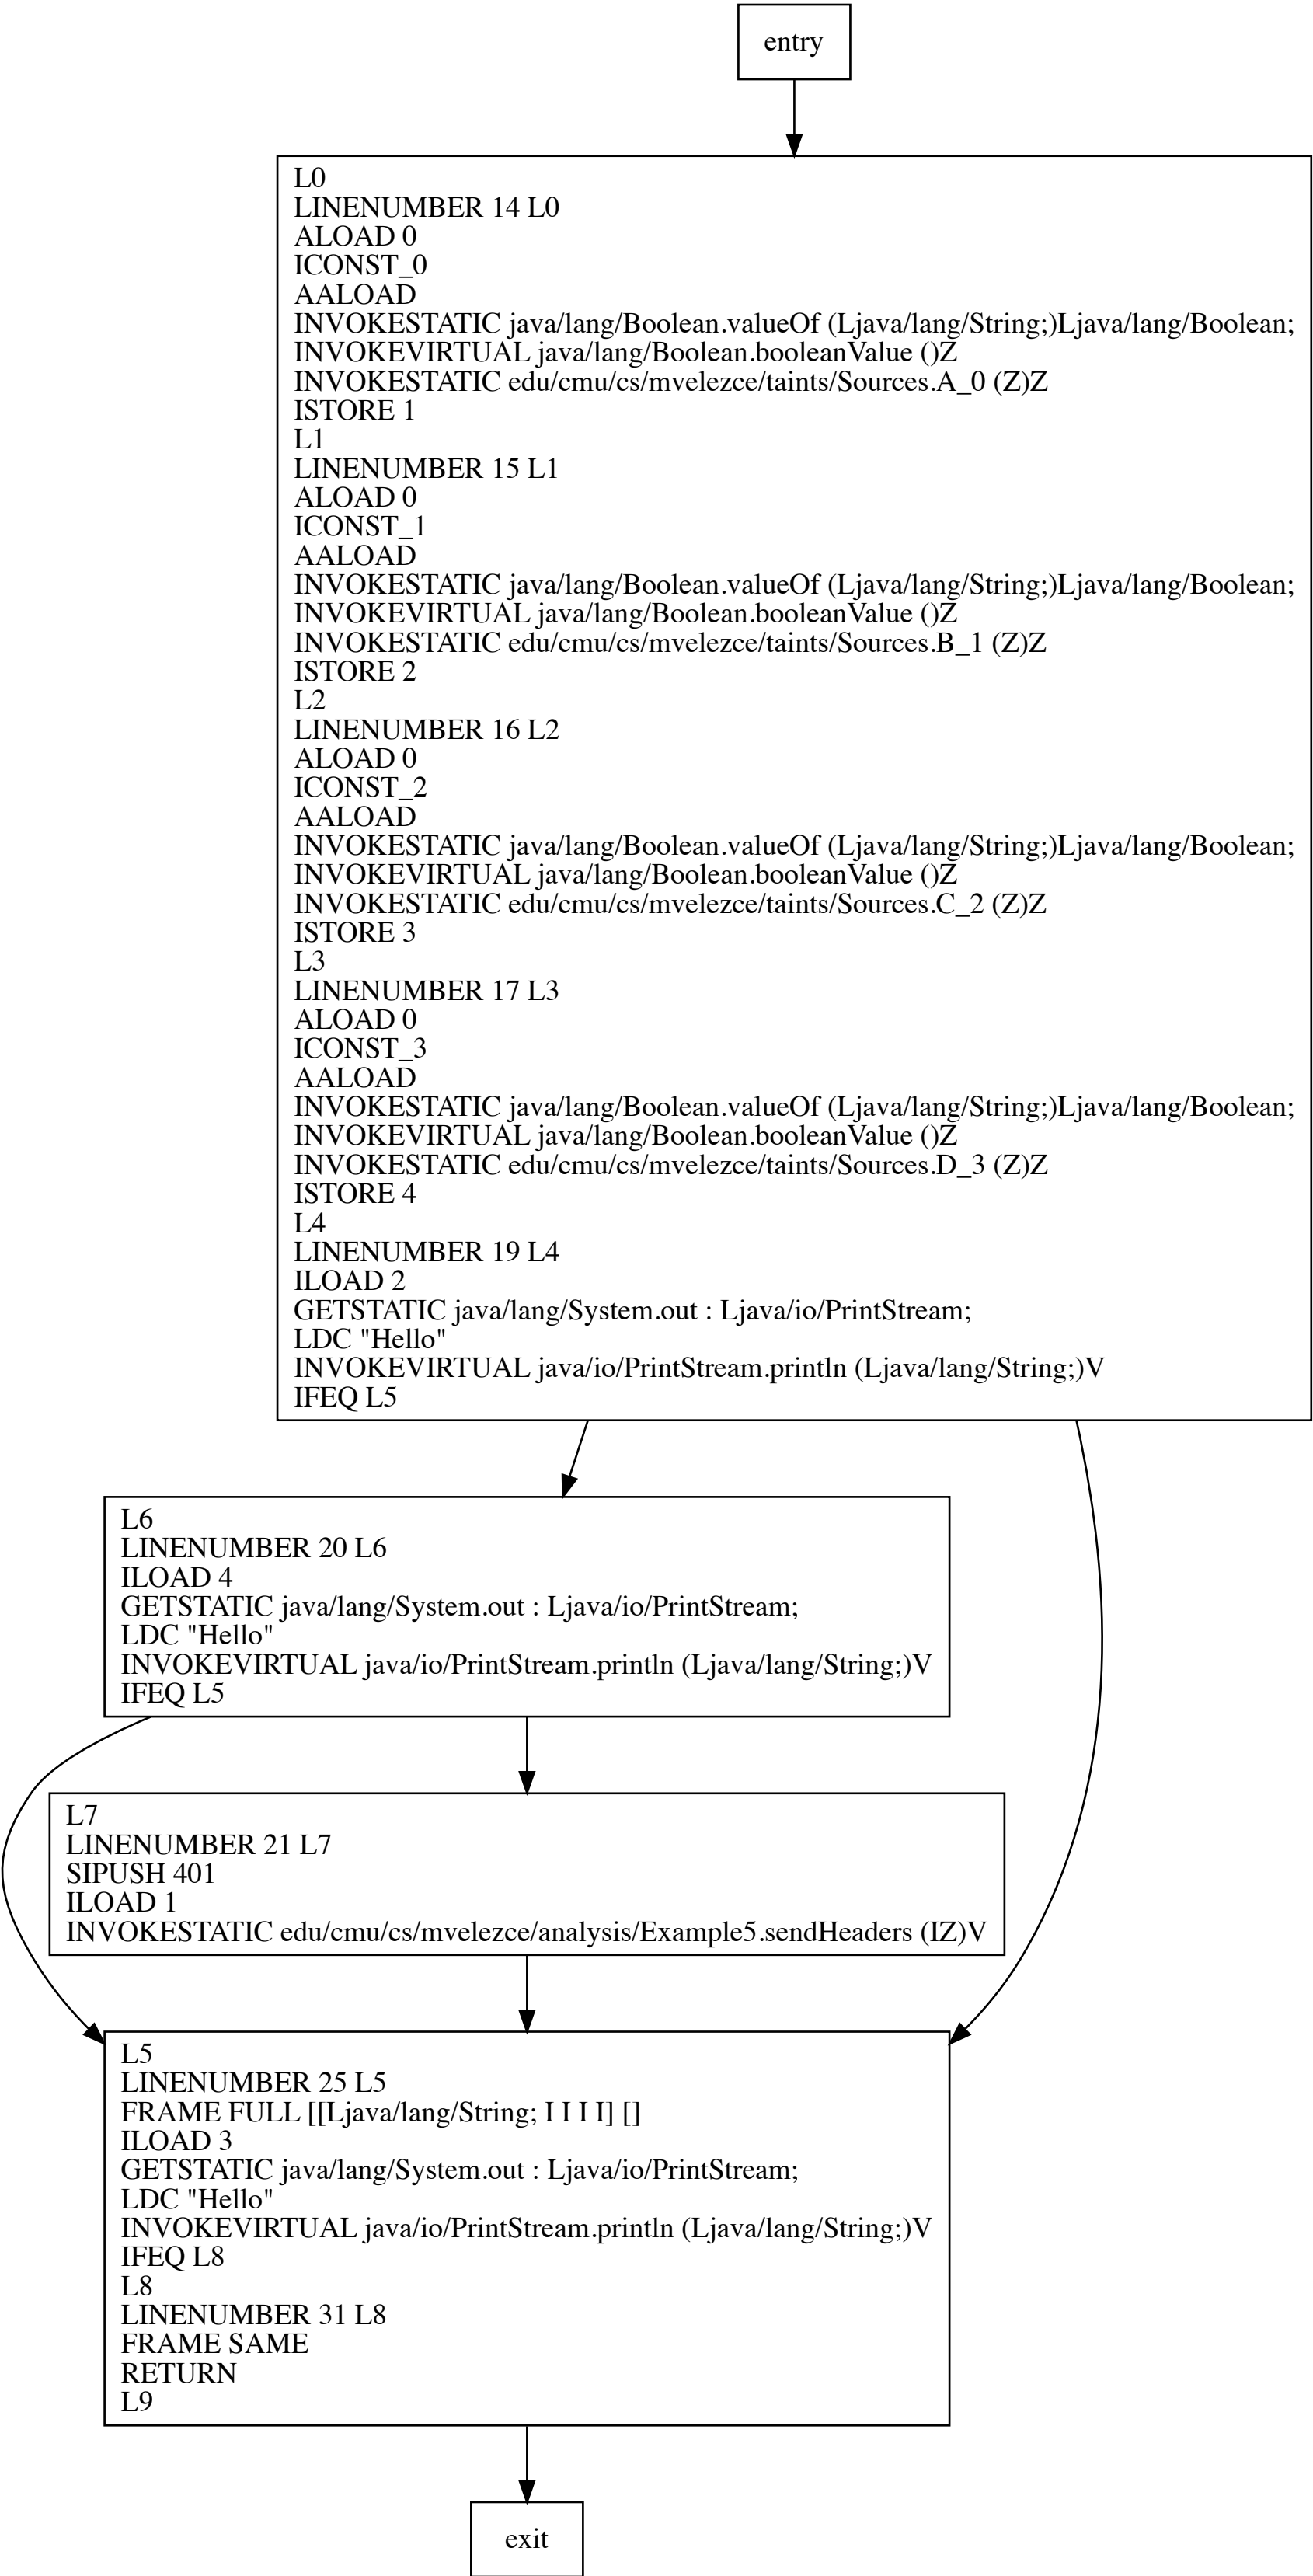 entry
L0
LINENUMBER 14 L0
ALOAD 0
ICONST_0
AALOAD
INVOKESTATIC java/lang/Boolean.valueOf (Ljava/lang/String;)Ljava/lang/Boolean;
INVOKEVIRTUAL java/lang/Boolean.booleanValue ()Z
INVOKESTATIC edu/cmu/cs/mvelezce/taints/Sources.A_0 (Z)Z
ISTORE 1
L1
LINENUMBER 15 L1
ALOAD 0
ICONST_1
AALOAD
INVOKESTATIC java/lang/Boolean.valueOf (Ljava/lang/String;)Ljava/lang/Boolean;
INVOKEVIRTUAL java/lang/Boolean.booleanValue ()Z
INVOKESTATIC edu/cmu/cs/mvelezce/taints/Sources.B_1 (Z)Z
ISTORE 2
L2
LINENUMBER 16 L2
ALOAD 0
ICONST_2
AALOAD
INVOKESTATIC java/lang/Boolean.valueOf (Ljava/lang/String;)Ljava/lang/Boolean;
INVOKEVIRTUAL java/lang/Boolean.booleanValue ()Z
INVOKESTATIC edu/cmu/cs/mvelezce/taints/Sources.C_2 (Z)Z
ISTORE 3
L3
LINENUMBER 17 L3
ALOAD 0
ICONST_3
AALOAD
INVOKESTATIC java/lang/Boolean.valueOf (Ljava/lang/String;)Ljava/lang/Boolean;
INVOKEVIRTUAL java/lang/Boolean.booleanValue ()Z
INVOKESTATIC edu/cmu/cs/mvelezce/taints/Sources.D_3 (Z)Z
ISTORE 4
L4
LINENUMBER 19 L4
ILOAD 2
GETSTATIC java/lang/System.out : Ljava/io/PrintStream;
LDC "Hello"
INVOKEVIRTUAL java/io/PrintStream.println (Ljava/lang/String;)V
IFEQ L5
L6
LINENUMBER 20 L6
ILOAD 4
GETSTATIC java/lang/System.out : Ljava/io/PrintStream;
LDC "Hello"
INVOKEVIRTUAL java/io/PrintStream.println (Ljava/lang/String;)V
IFEQ L5
L7
LINENUMBER 21 L7
SIPUSH 401
ILOAD 1
INVOKESTATIC edu/cmu/cs/mvelezce/analysis/Example5.sendHeaders (IZ)V
L5
LINENUMBER 25 L5
FRAME FULL [[Ljava/lang/String; I I I I] []
ILOAD 3
GETSTATIC java/lang/System.out : Ljava/io/PrintStream;
LDC "Hello"
INVOKEVIRTUAL java/io/PrintStream.println (Ljava/lang/String;)V
IFEQ L8
L8
LINENUMBER 31 L8
FRAME SAME
RETURN
L9
exit